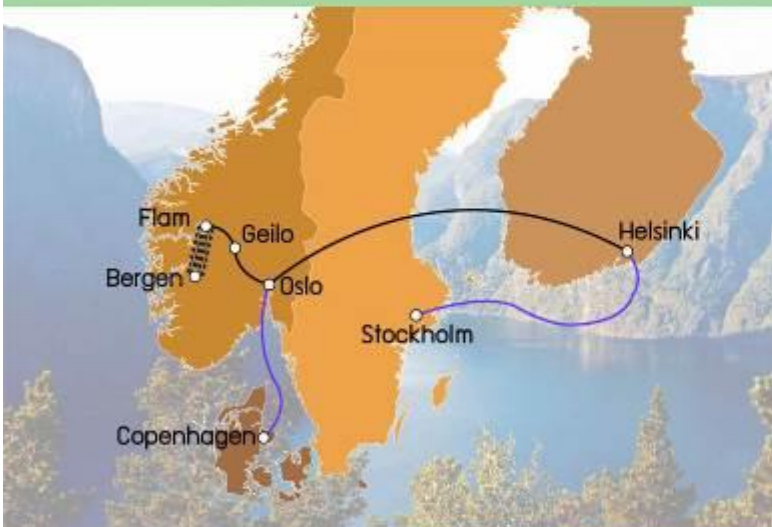 Flam
Geilo
Helsinki
Bergen
Oslo
Stockholm
Copenhagen